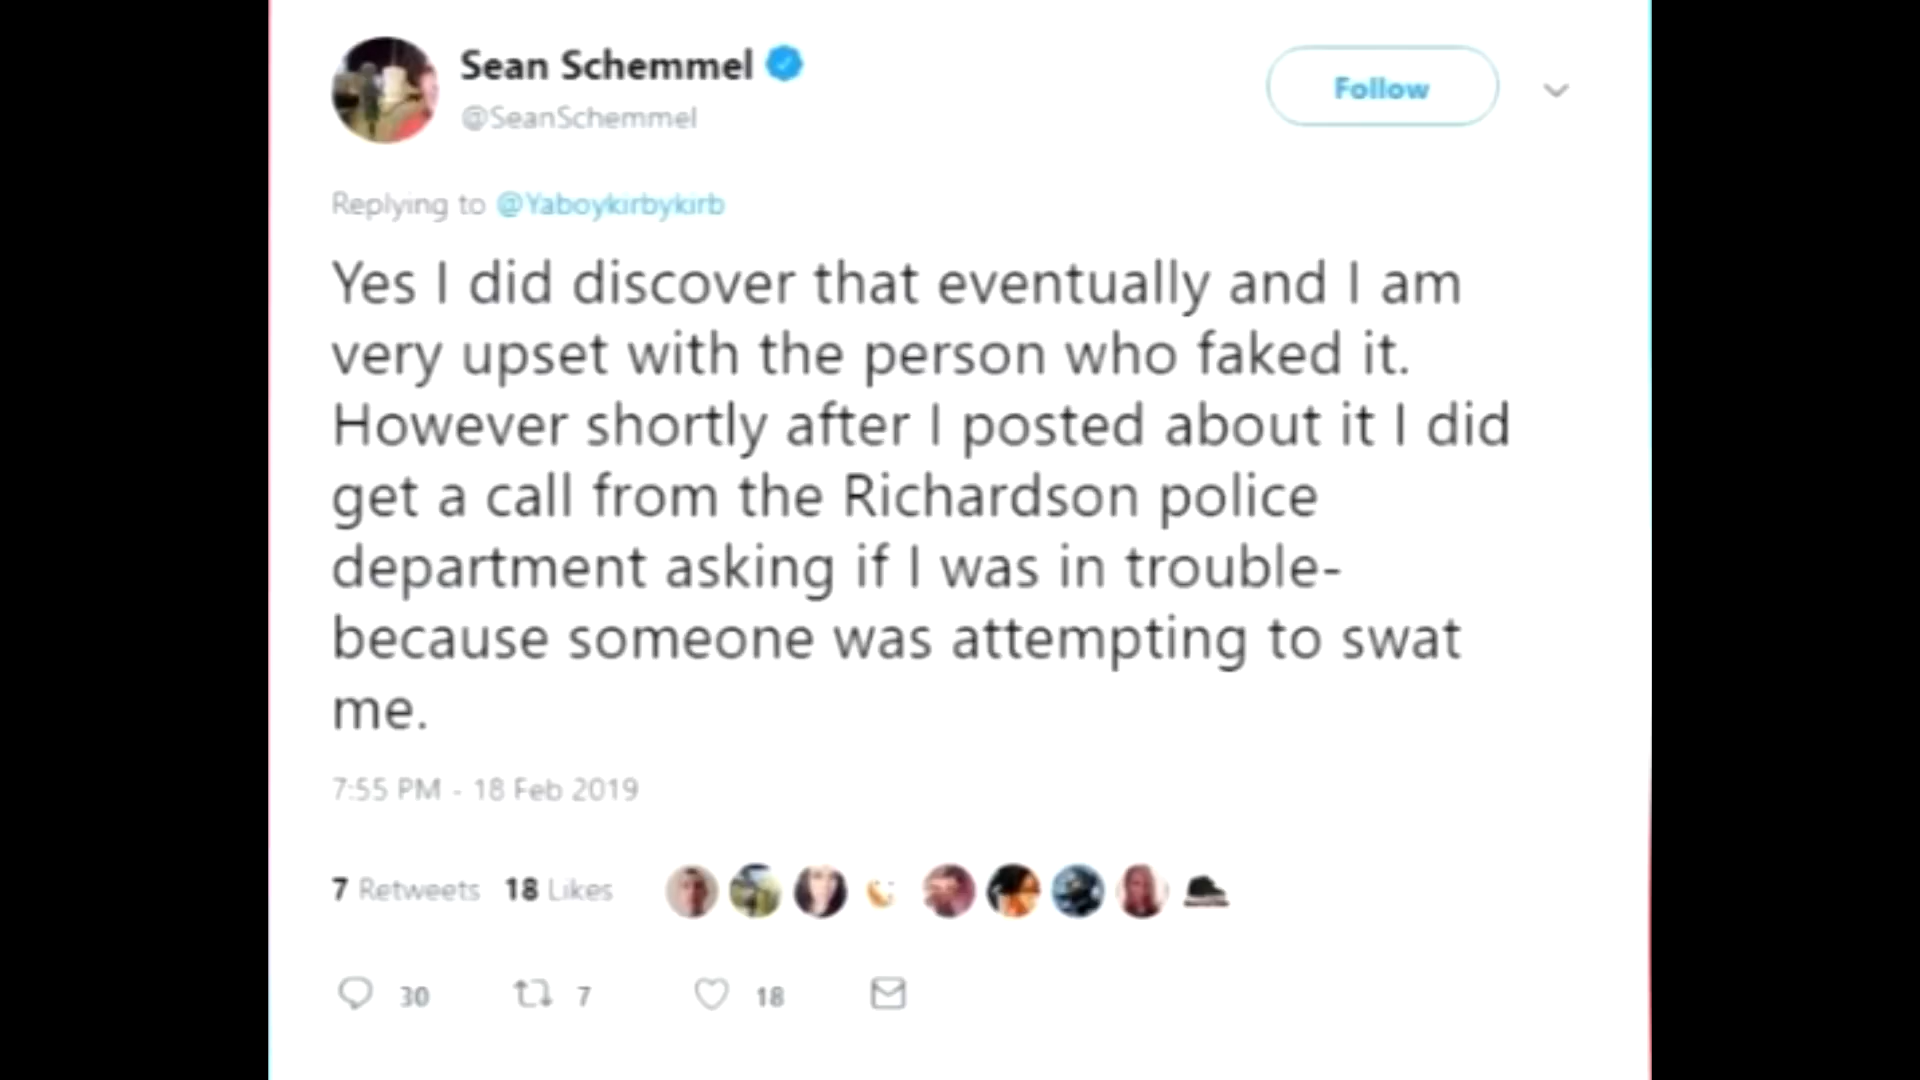 Sean Schemmel
@SeanSchemmel
Follow
Replying to @Yaboykirbykirb
Yes I did discover that eventually and I am
very upset with the person who faked it.
However shortly after I posted about it I did
get a call from the Richardson police
department asking if I was in trouble-
because someone was attempting to swat
me.
7:55 PM - 18 Feb 2019
7 Retweets 18 Likes
30 7 18